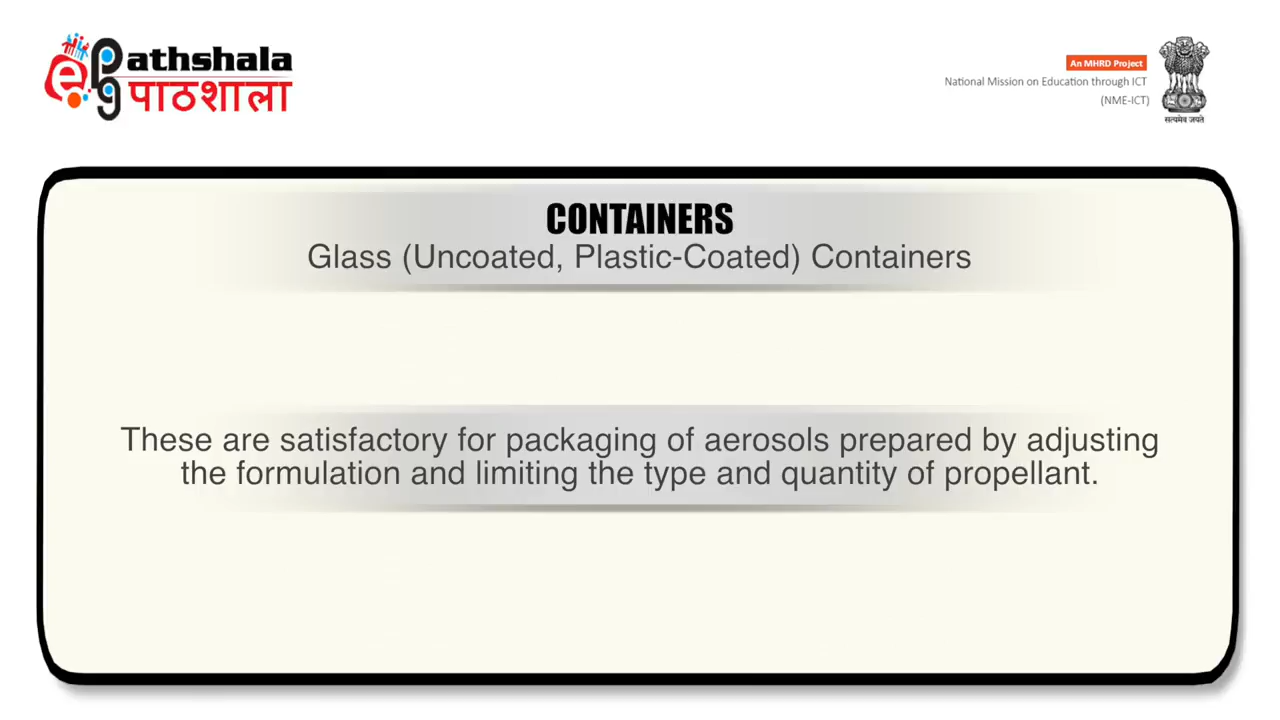 e Pathshala
pg पाठशाला
An MHRD Project
National Mission on Education through ICT
(NME-ICT)
सत्यमेव जयते
CONTAINERS
Glass (Uncoated, Plastic-Coated) Containers
These are satisfactory for packaging of aerosols prepared by adjusting
the formulation and limiting the type and quantity of propellant.